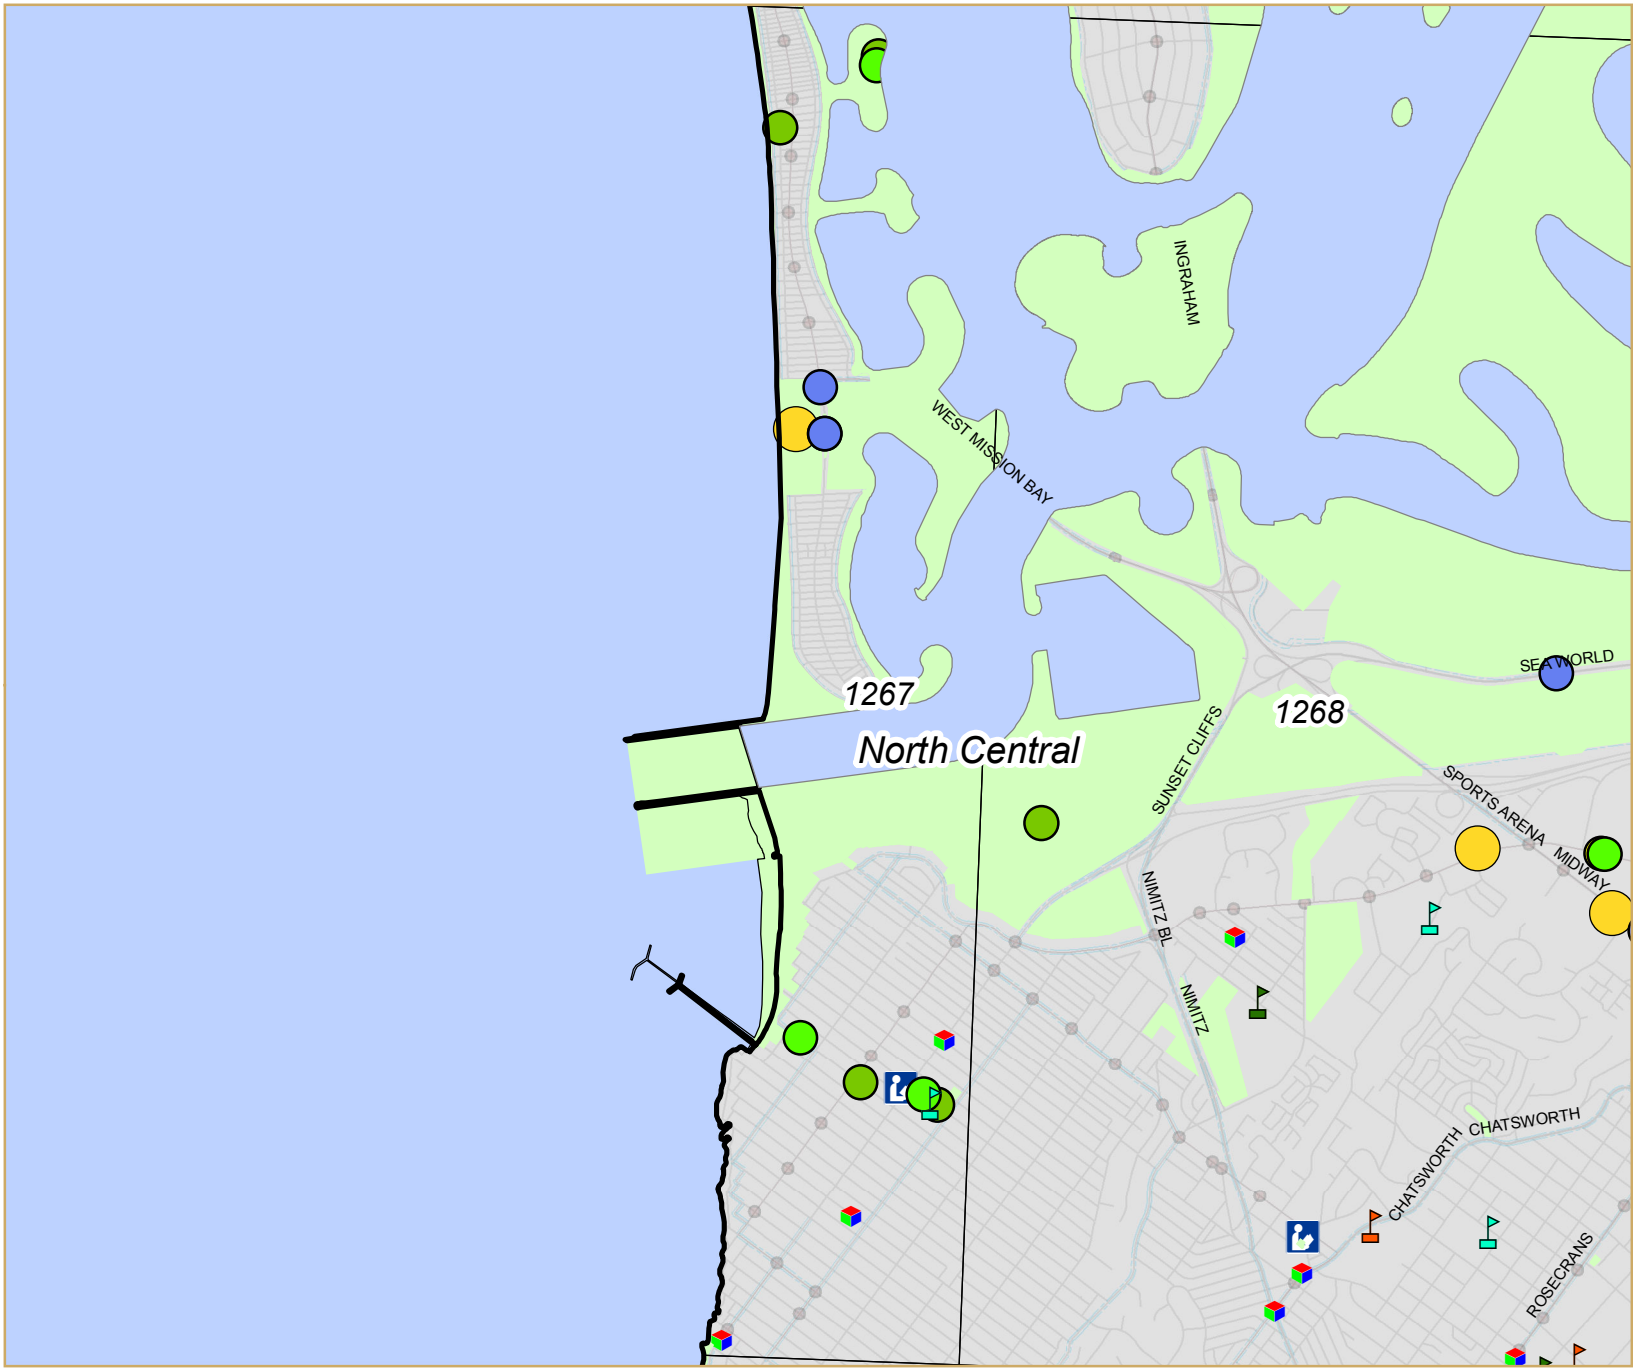 INGRAHAM
WEST MISSION BAY
SEA WORLD
1267
1268
North Central
SUNSET CLIFFS
SPORTS ARENA
MIDWAY
NIMITZ BL
NIMITZ
CHATSWORTH
CHATSWORTH
ROSECRANS